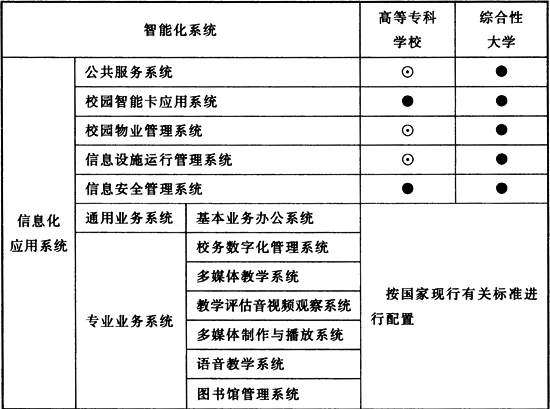 智能化系统
高等专科
学校
综合性
大学
信息化
应用系统
公共服务系统 ⊙ ●
校园智能卡应用系统 ● ●
校园物业管理系统 ⊙ ●
信息设施运行管理系统 ⊙ ●
信息安全管理系统 ● ●
通用业务系统 基本业务办公系统
专业业务系统
校务数字化管理系统
多媒体教学系统
教学评估音视频观察系统
多媒体制作与播放系统
语音教学系统
图书馆管理系统
按国家现行有关标准进
行配置